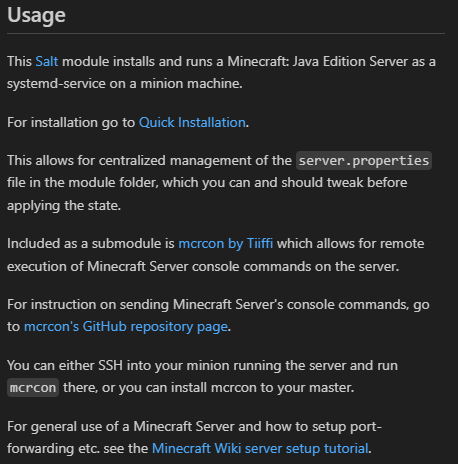 Usage
This Salt module installs and runs a Minecraft: Java Edition Server as a
systemd-service on a minion machine.
For installation go to Quick Installation.
This allows for centralized management of the server.properties
file in the module folder, which you can and should tweak before
applying the state.
Included as a submodule is mcrcon by Tiiffi which allows for remote
execution of Minecraft Server console commands on the server.
For instruction on sending Minecraft Server's console commands, go
to mcrcon's GitHub repository page.
You can either SSH into your minion running the server and run
mcrcon there, or you can install mcrcon to your master.
For general use of a Minecraft Server and how to setup port-
forwarding etc. see the Minecraft Wiki server setup tutorial.